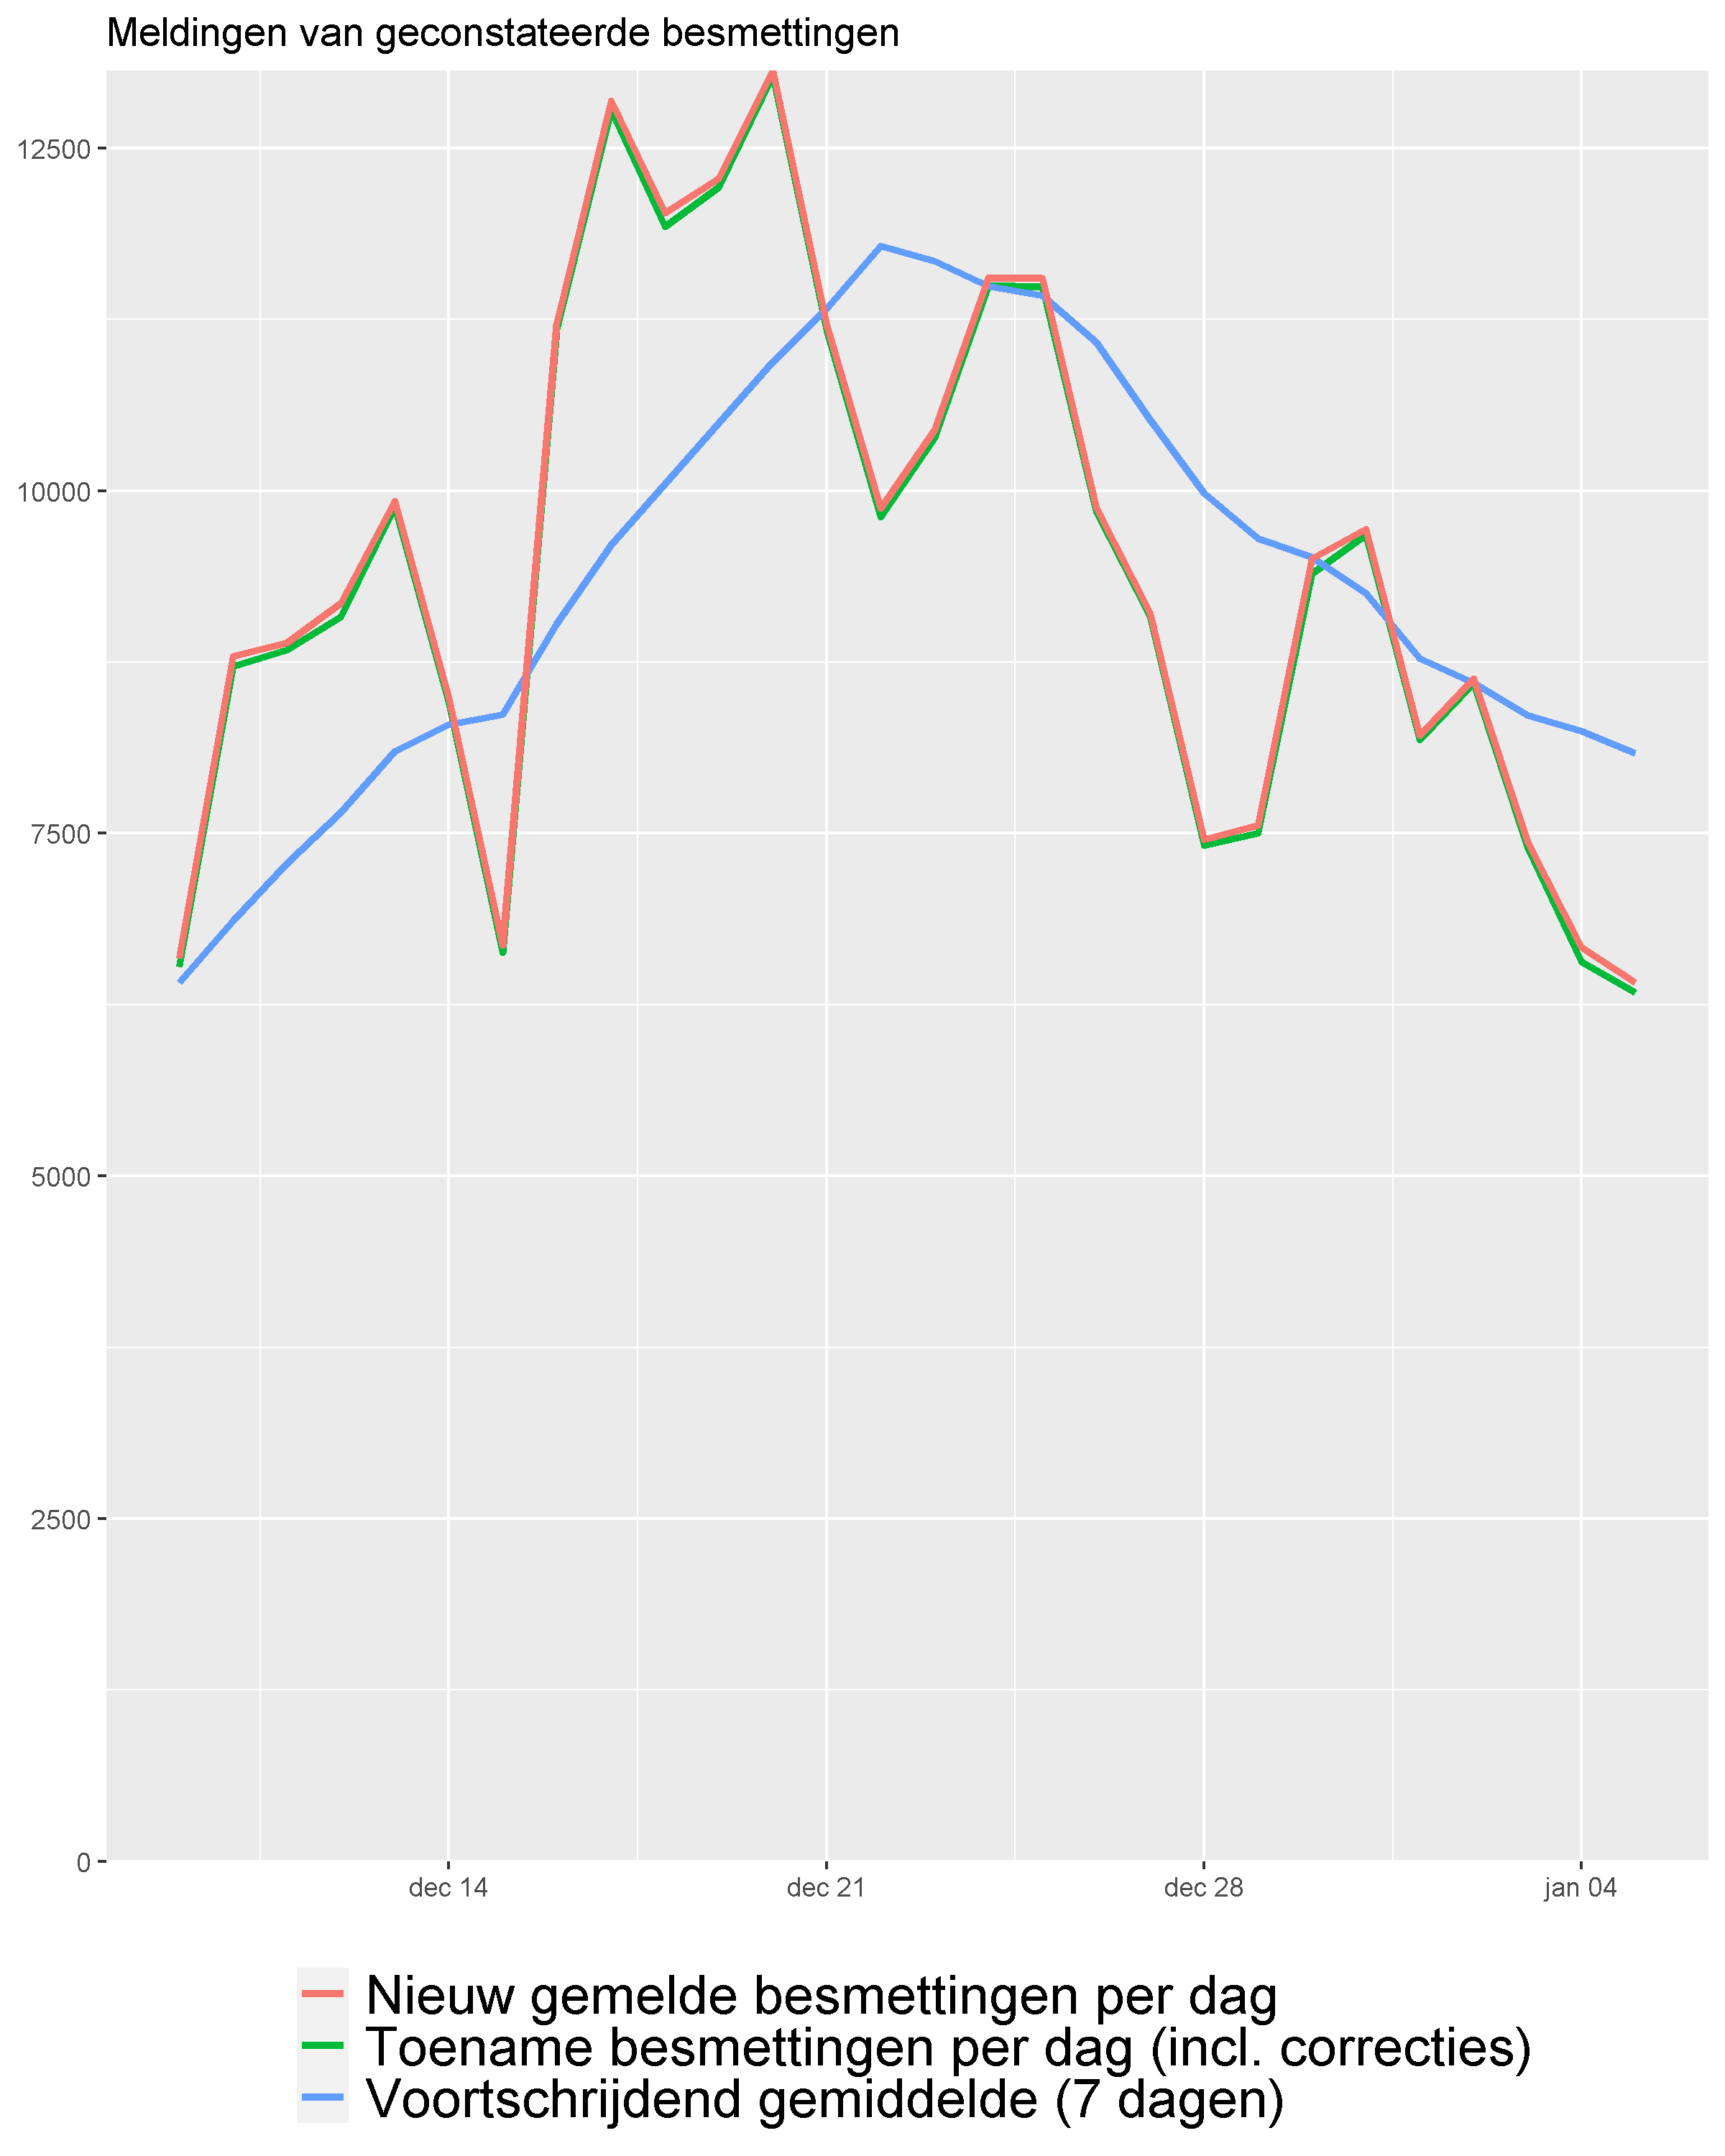 Meldingen van geconstateerde besmettingen
12500
10000
7500
5000
2500
0
dec 14
dec 21
dec 28
jan 04
Nieuw gemelde besmettingen per dag
Toename besmettingen per dag (incl. correcties)
Voortschrijdend gemiddelde (7 dagen)